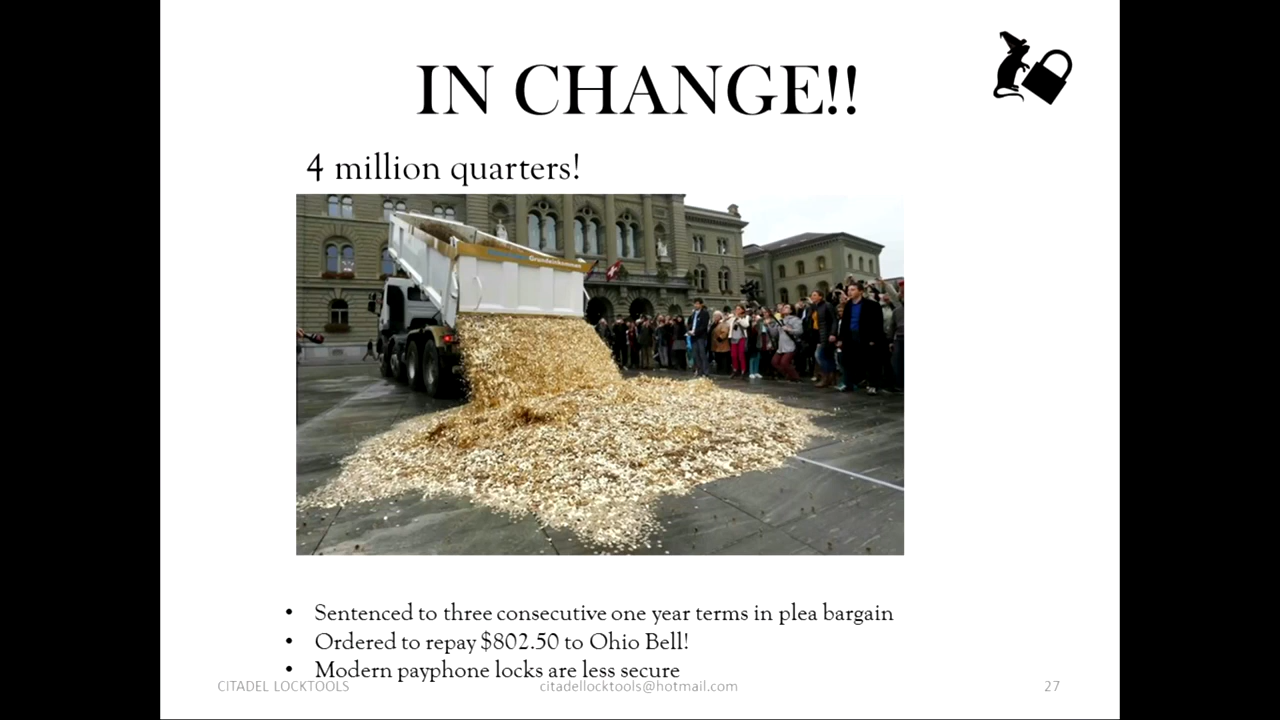 IN CHANGE!!
4 million quarters!
Grundeinkommen
• Sentenced to three consecutive one year terms in plea bargain
• Ordered to repay $802.50 to Ohio Bell!
• Modern payphone locks are less secure
CITADEL LOCKTOOLS
citadellocktools@hotmail.com
27